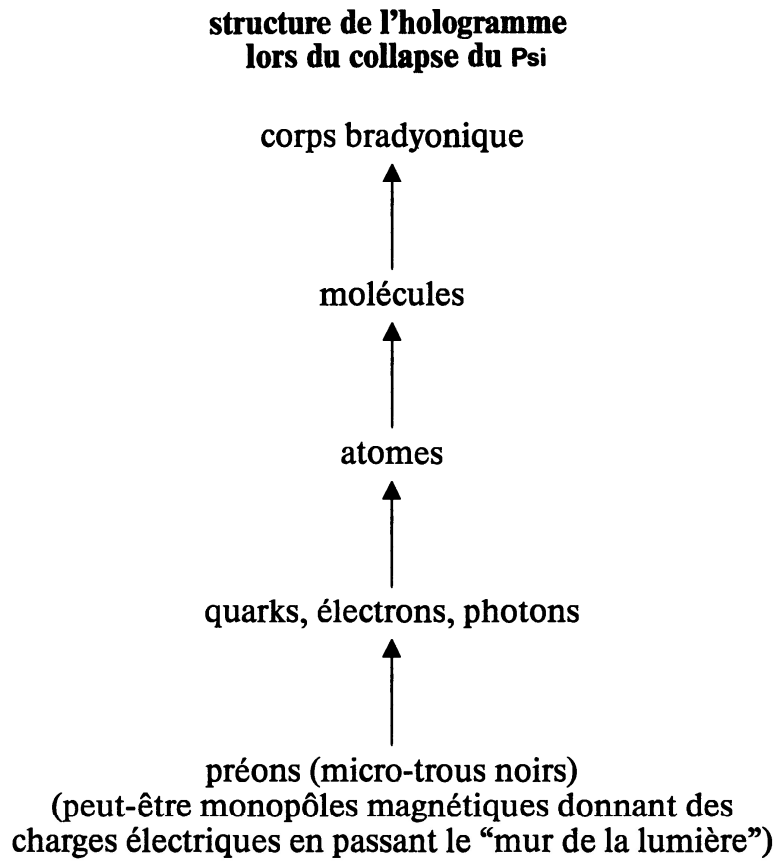 structure de l’hologramme
lors du collapse du Psi
corps bradyonique
molécules
atomes
quarks, électrons, photons
préons (micro-trous noirs)
(peut-être monopôles magnétiques donnant des
charges électriques en passant le “mur de la lumière”)